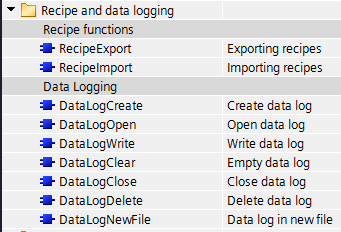 Recipe and data logging
Recipe functions
RecipeExport Exporting recipes
RecipeImport Importing recipes
Data Logging
DataLogCreate Create data log
DataLogOpen Open data log
DataLogWrite Write data log
DataLogClear Empty data log
DataLogClose Close data log
DataLogDelete Delete data log
DataLogNewFile Data log in new file